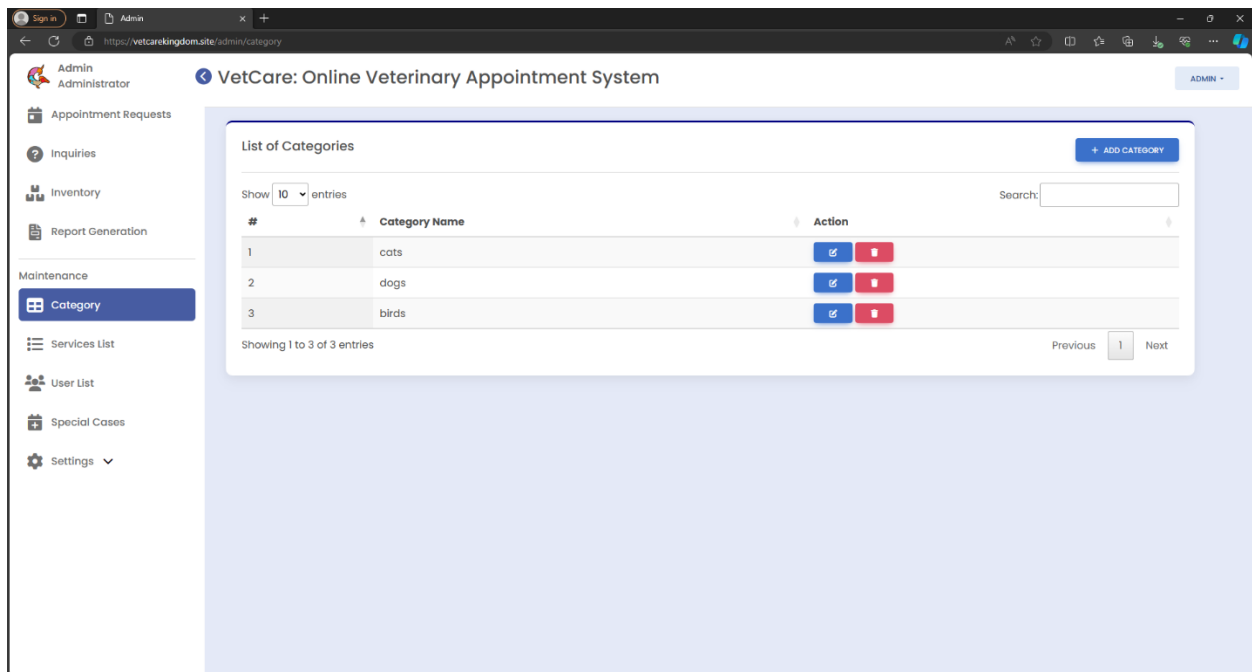 Sign in Admin
https://vetcarekingdom.site/admin/category
Admin
Administrator
VetCare: Online Veterinary Appointment System
ADMIN
Appointment Requests
Inquiries
Inventory
Report Generation
Maintenance
Category
Services List
User List
Special Cases
Settings
List of Categories
+ ADD CATEGORY
Show 10 entries Search:
# Category Name Action
1 cats
2 dogs
3 birds
Showing 1 to 3 of 3 entries Previous 1 Next